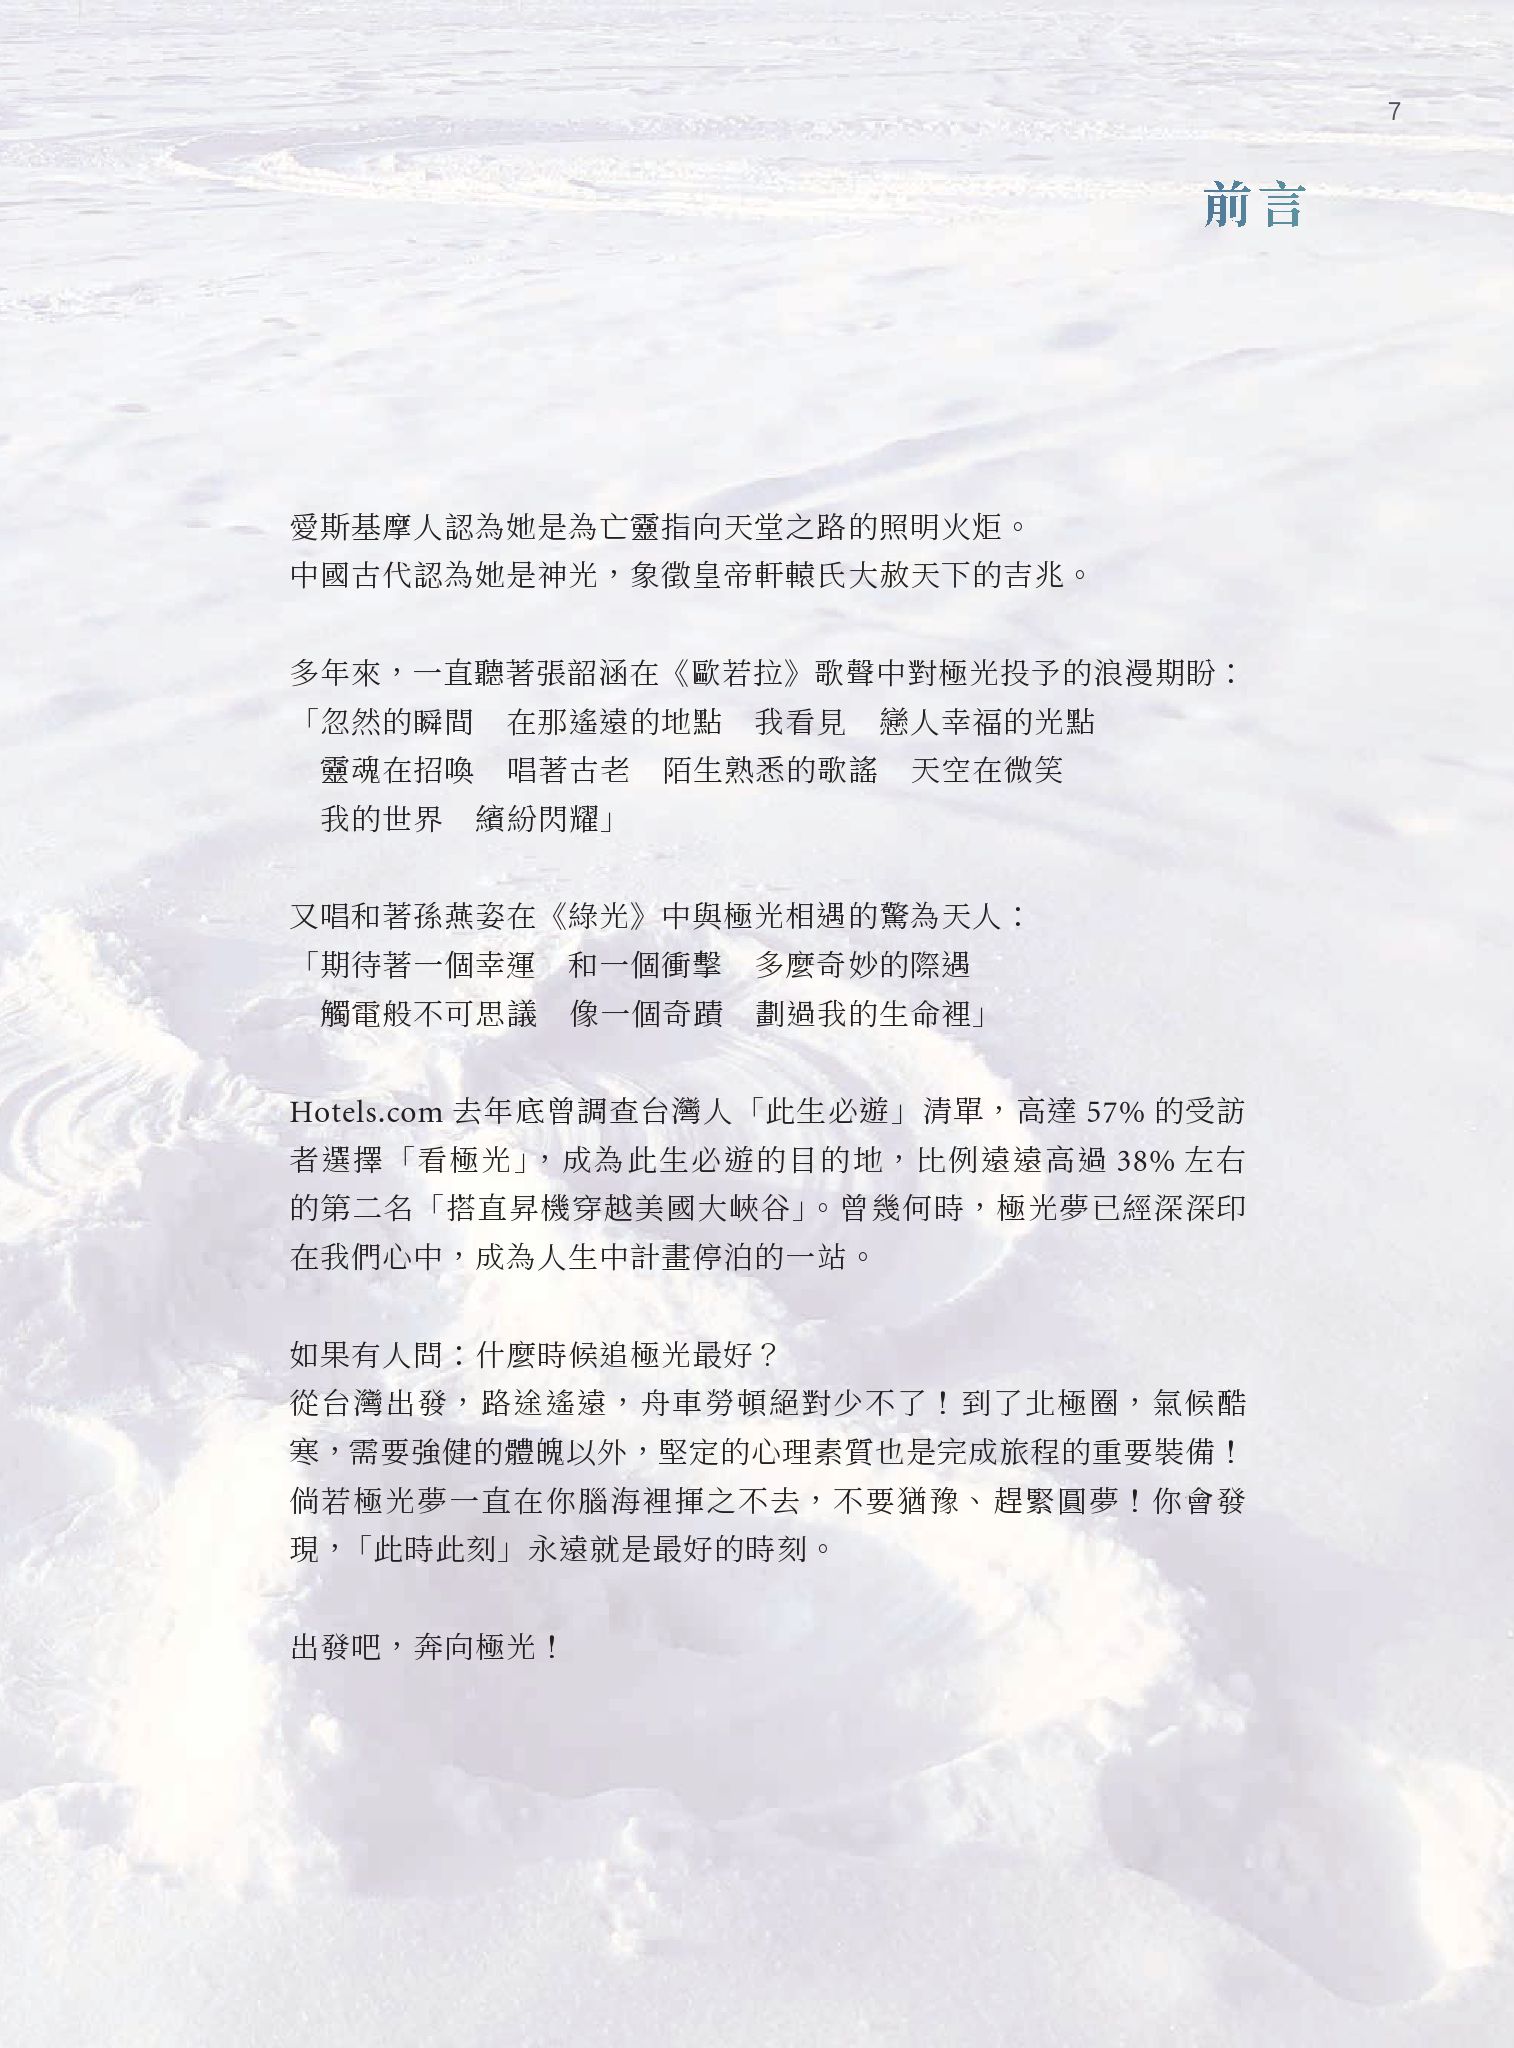 7
前言
愛斯基摩人認為她是為亡靈指向天堂之路的照明火炬。
中國古代認為她是神光，象徵皇帝軒轅氏大赦天下的吉兆。
多年來，一直聽著張韶涵在《歐若拉》歌聲中對極光投予的浪漫期盼：
「忽然的瞬間　在那遙遠的地點　我看見　戀人幸福的光點
　靈魂在招喚　唱著古老　陌生熟悉的歌謠　天空在微笑
　我的世界　繽紛閃耀」
又唱和著孫燕姿在《綠光》中與極光相遇的驚為天人：
「期待著一個幸運　和一個衝擊　多麼奇妙的際遇
　觸電般不可思議　像一個奇蹟　劃過我的生命裡」
Hotels.com 去年底曾調查台灣人「此生必遊」清單，高達 57% 的受訪
者選擇「看極光」，成為此生必遊的目的地，比例遠遠高過 38% 左右
的第二名「搭直昇機穿越美國大峽谷」。曾幾何時，極光夢已經深深印
在我們心中，成為人生中計畫停泊的一站。
如果有人問：什麼時候追極光最好？
從台灣出發，路途遙遠，舟車勞頓絕對少不了！到了北極圈，氣候酷
寒，需要強健的體魄以外，堅定的心理素質也是完成旅程的重要裝備！
倘若極光夢一直在你腦海裡揮之不去，不要猶豫、趕緊圓夢！你會發
現，「此時此刻」永遠就是最好的時刻。
出發吧，奔向極光！